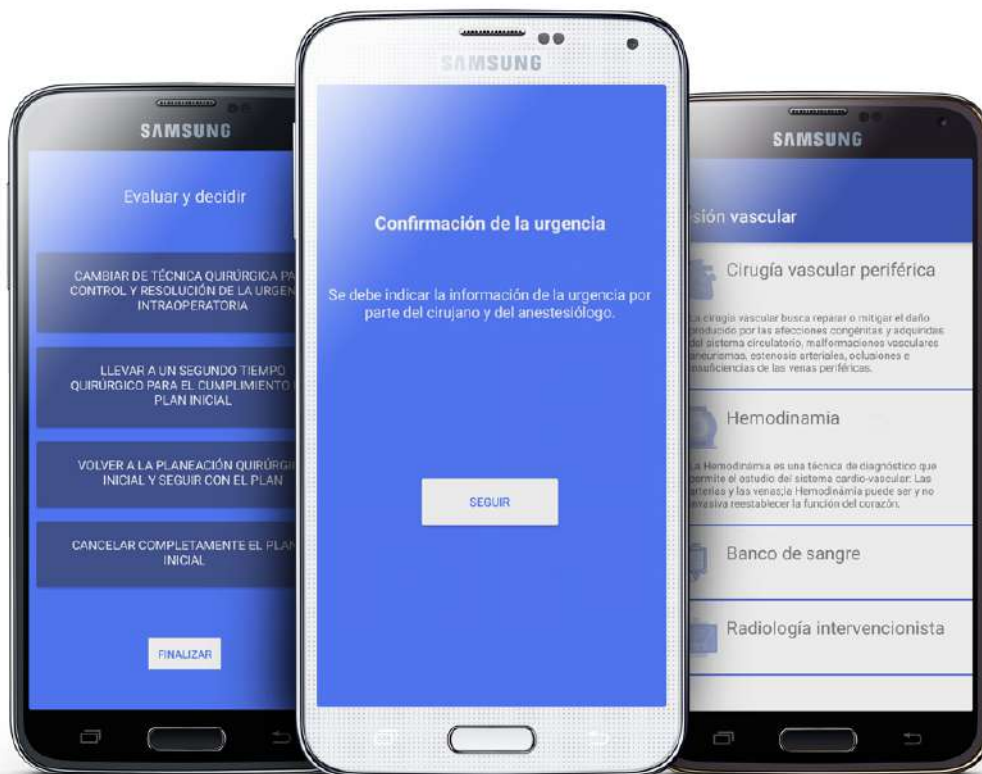 SAMSUNG
Evaluar y decidir
CAMBIAR DE TÉCNICA QUIRÚRGICA PA
CONTROL Y RESOLUCIÓN DE LA URGEN
INTRAOPERATORIA
LLEVAR A UN SEGUNDO TIEMPO
QUIRÚRGICO PARA EL CUMPLIMIENTO
PLAN INICIAL
VOLVER A LA PLANEACIÓN QUIRÚRGI
INICIAL Y SEGUIR CON EL PLAN
CANCELAR COMPLETAMENTE EL PLAN
INICIAL
FINALIZAR
SAMSUNG
Confirmación de la urgencia
Se debe indicar la información de la urgencia por
parte del cirujano y del anestesiólogo.
SEGUIR
SAMSUNG
sión vascular
Cirugía vascular periférica
La cirugía vascular busca reparar o mitigar el daño
producido por las afecciones congénitas y adquiridas
del sistema circulatorio, malformaciones vasculares
aneurismas, estenosis arteriales, oclusiones e
insuficiencias de las venas periféricas.
Hemodinamia
La Hemodinámia es una técnica de diagnóstico que
permite el estudio del sistema cardio-vascular: Las
arterias y las venas;la Hemodinámia puede ser y no
invasiva reestablecer la función del corazón.
Banco de sangre
Radiología intervencionista